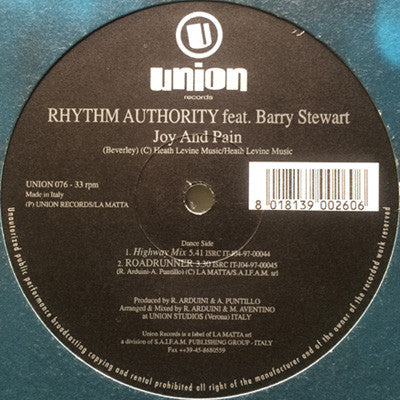 union
records
RHYTHM AUTHORITY feat. Barry Stewart
Joy And Pain
(Beverley) (C) Heath Levine Music/Heath Levine Music
UNION 076 - 33 rpm
Made in Italy
(P) UNION RECORDS/LA MATTA
8 018139 002606
Dance Side
1. Highway Mix 5.41 ISRC IT-J04-97-00044
2. ROADRUNNER 3.30 ISRC IT-J04-97-00045
(R. Arduini-A. Puntillo) (C) LA MATTA/S.A.I.F.A.M. srl
Produced by R. ARDUINI & A. PUNTILLO
Arranged & Mixed by R. ARDUINI & M. AVENTINO
at UNION STUDIOS (Verona) ITALY
Union Records is a label of LA MATTA srl
a division of S.A.I.F.A.M. PUBLISHING GROUP - ITALY
Fax ++39-45-8680559
Unauthorized public performance broadcasting copying and rental prohibited all right of the manufacturer and of the owner of the recorded work reserved